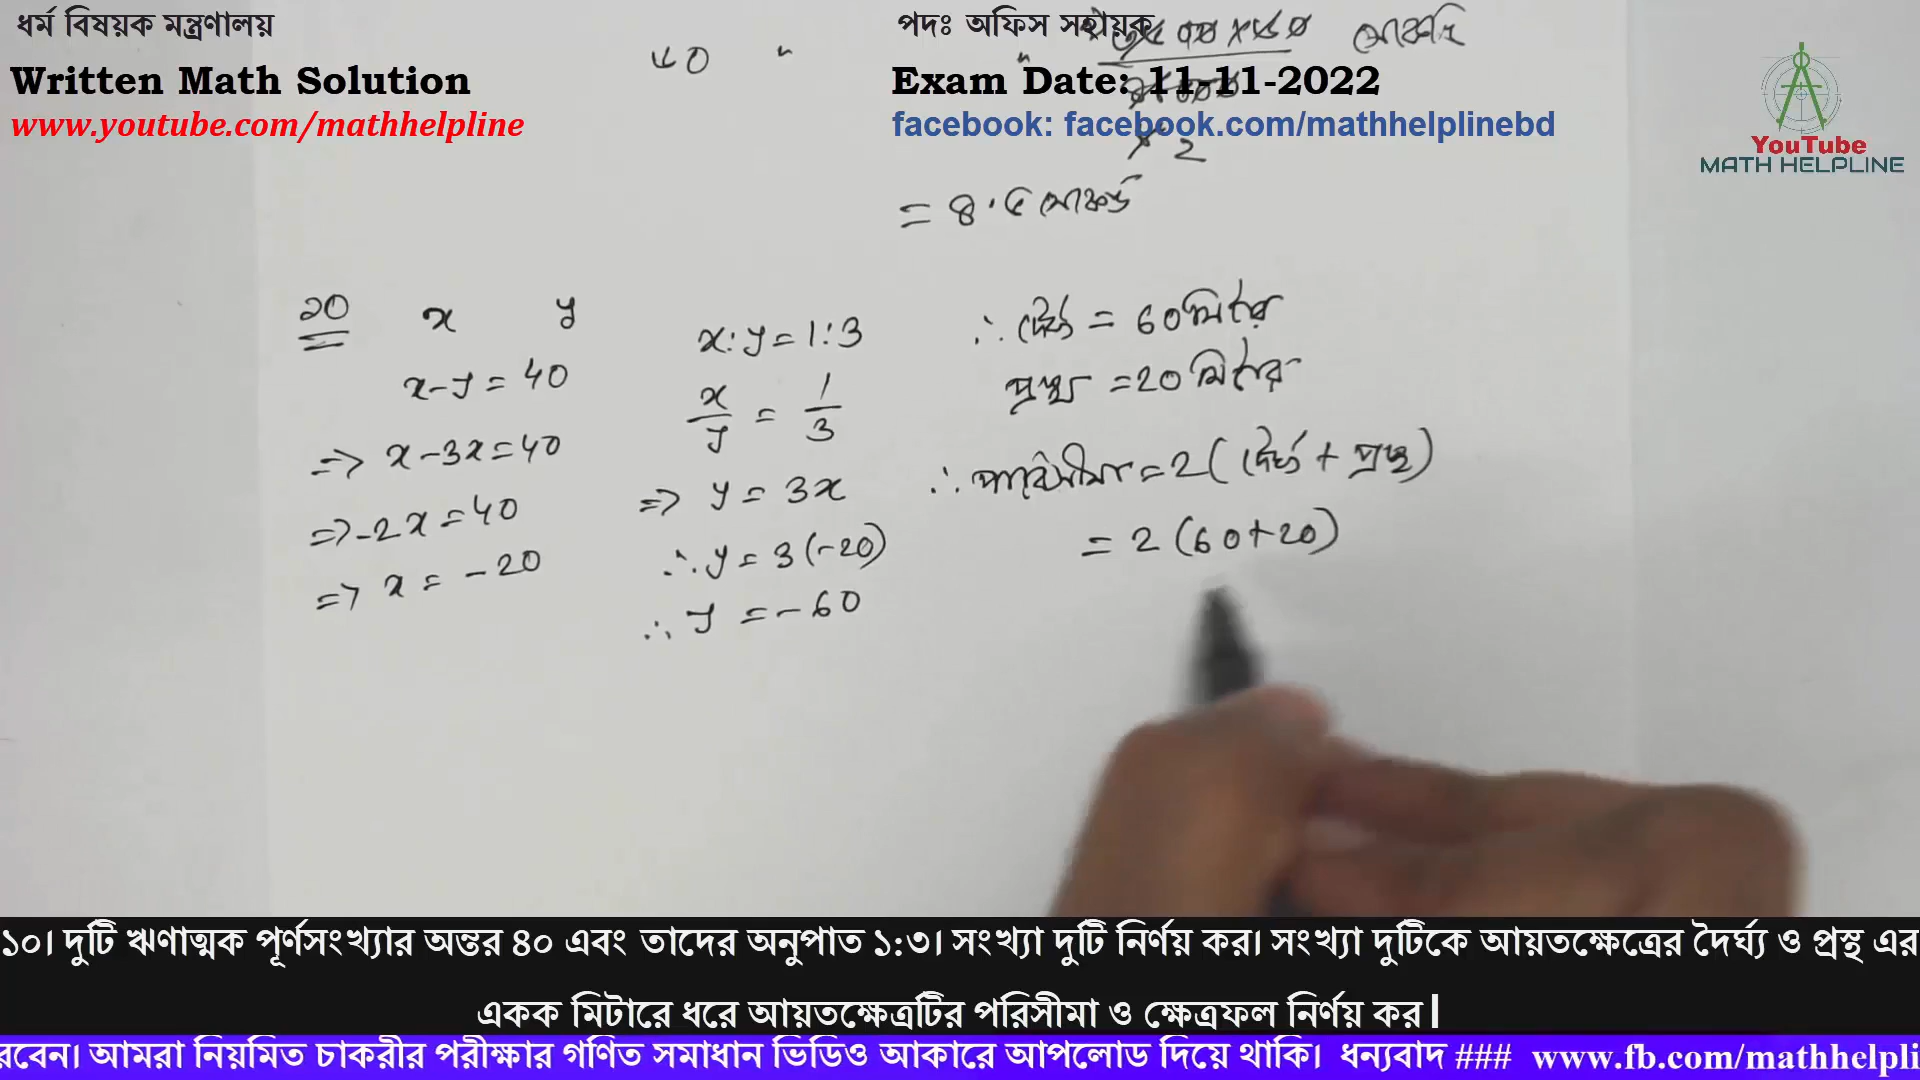 ধর্ম বিষয়ক মন্ত্রণালয়
পদঃ অফিস সহায়ক
Written Math Solution
Exam Date: 11-11-2022
www.youtube.com/mathhelpline
facebook: facebook.com/mathhelplinebd
YouTube
MATH HELPLINE
2
= ৪.৫ সেকেন্ড
১০
x y
x-y = 40
=> x-3x=40
=> -2x=40
=> x = -20
x:y=1:3
x/y = 1/3
=> y = 3x
∴ y = 3(-20)
∴ y = -60
∴ দৈর্ঘ্য = 60 মিটার
প্রস্থ = 20 মিটার
∴ পরিসীমা = 2(দৈর্ঘ্য + প্রস্থ)
= 2(60+20)
১০। দুটি ঋণাত্মক পূর্ণসংখ্যার অন্তর ৪০ এবং তাদের অনুপাত ১:৩। সংখ্যা দুটি নির্ণয় কর। সংখ্যা দুটিকে আয়তক্ষেত্রের দৈর্ঘ্য ও প্রস্থ এর
একক মিটারে ধরে আয়তক্ষেত্রটির পরিসীমা ও ক্ষেত্রফল নির্ণয় কর।
রবেন। আমরা নিয়মিত চাকরীর পরীক্ষার গণিত সমাধান ভিডিও আকারে আপলোড দিয়ে থাকি। ধন্যবাদ ### www.fb.com/mathhelpli